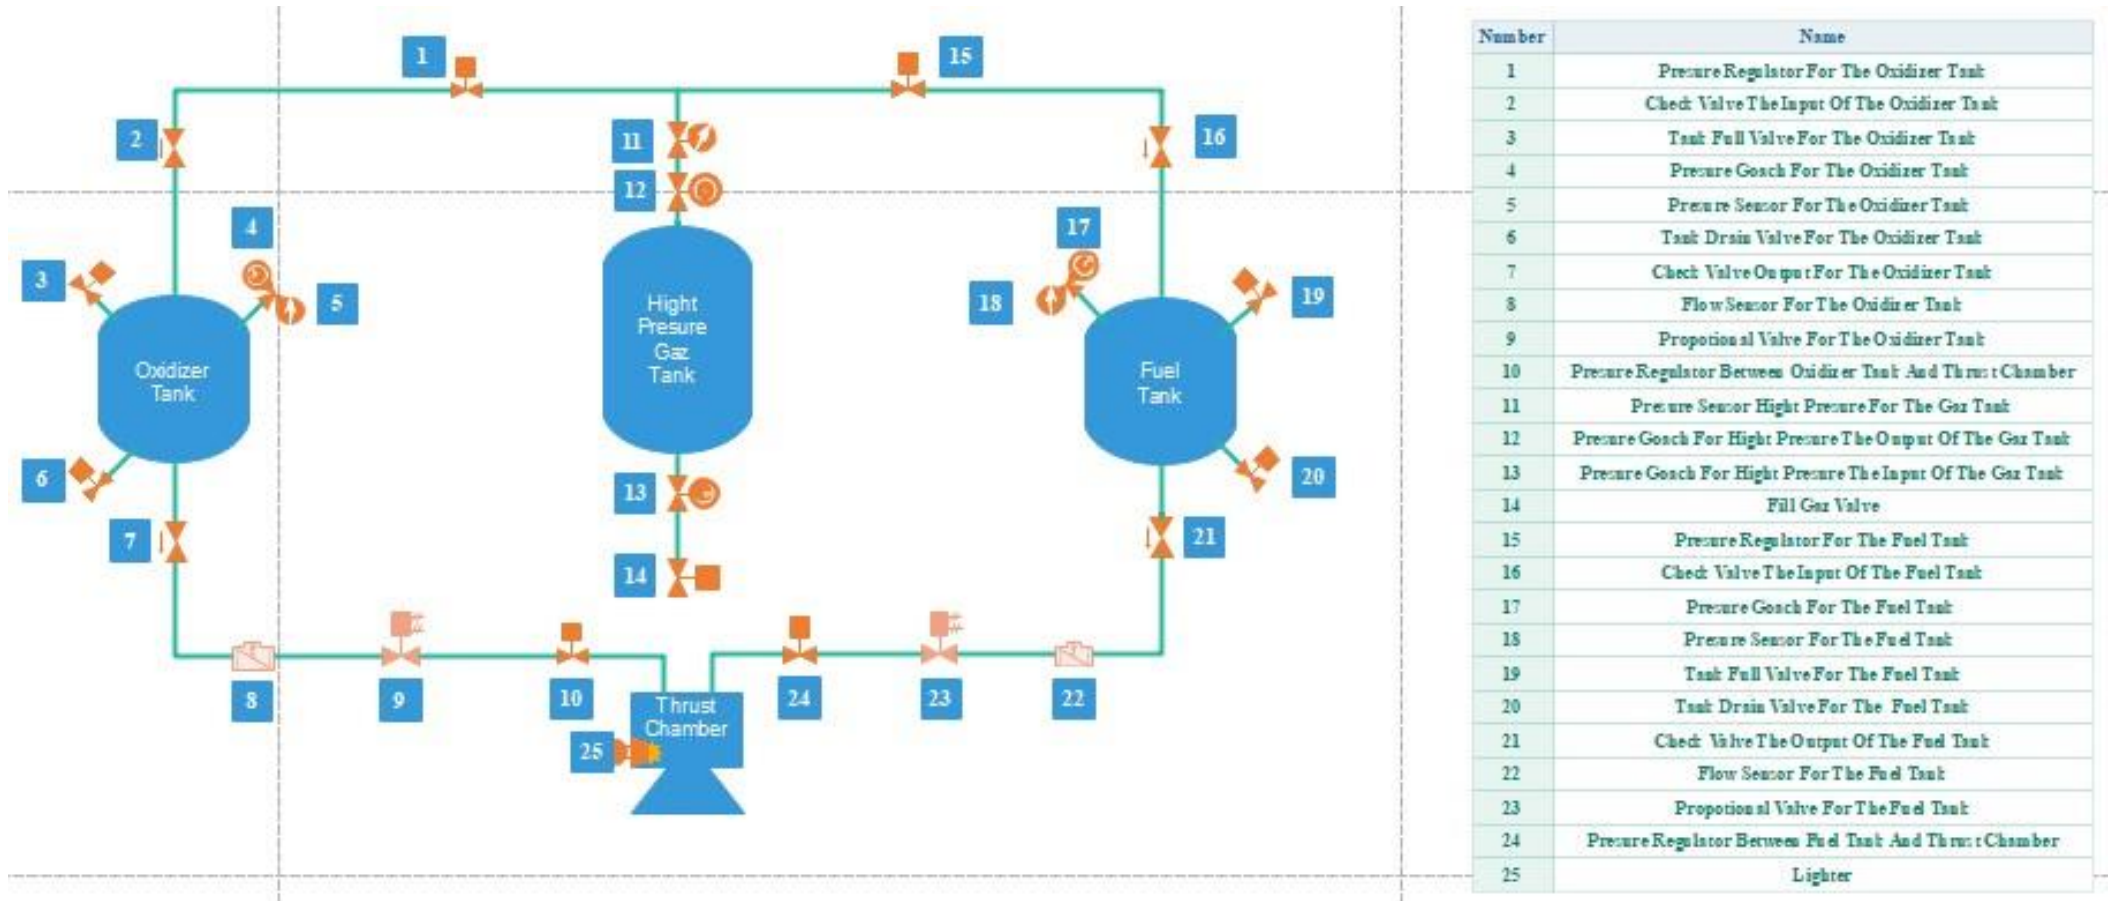 1
15
2
11
16
12
4
17
3
5
18
19
Hight
Presure
Gaz
Tank
Oxidizer
Tank
Fuel
Tank
6
13
20
7
21
14
8
9
10
24
23
22
Thrust
Chamber
25
Number Name
1 Presure Regulator For The Oxidizer Tank
2 Check Valve The Input Of The Oxidizer Tank
3 Tank Full Valve For The Oxidizer Tank
4 Presure Goach For The Oxidizer Tank
5 Presure Sensor For The Oxidizer Tank
6 Tank Drain Valve For The Oxidizer Tank
7 Check Valve Output For The Oxidizer Tank
8 Flow Sensor For The Oxidizer Tank
9 Propotional Valve For The Oxidizer Tank
10 Presure Regulator Between Oxidizer Tank And Thrust Chamber
11 Presure Sensor Hight Presure For The Gaz Tank
12 Presure Goach For Hight Presure The Output Of The Gaz Tank
13 Presure Goach For Hight Presure The Input Of The Gaz Tank
14 Fill Gaz Valve
15 Presure Regulator For The Fuel Tank
16 Check Valve The Input Of The Fuel Tank
17 Presure Goach For The Fuel Tank
18 Presure Sensor For The Fuel Tank
19 Tank Full Valve For The Fuel Tank
20 Tank Drain Valve For The Fuel Tank
21 Check Valve The Output Of The Fuel Tank
22 Flow Sensor For The Fuel Tank
23 Propotional Valve For The Fuel Tank
24 Presure Regulator Between Fuel Tank And Thrust Chamber
25 Lighter